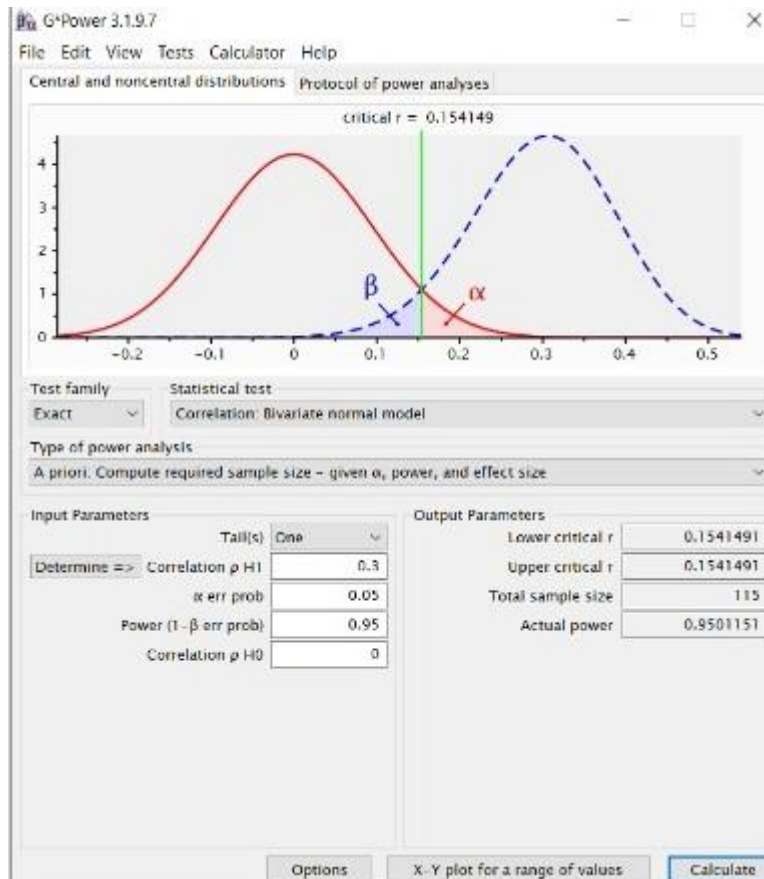 βα G*Power 3.1.9.7
File Edit View Tests Calculator Help
Central and noncentral distributions Protocol of power analyses
critical r = 0.154149
4
3
2
1
0
β α
-0.2 -0.1 0 0.1 0.2 0.3 0.4 0.5
Test family Statistical test
Exact Correlation: Bivariate normal model
Type of power analysis
A priori: Compute required sample size – given α, power, and effect size
Input Parameters Output Parameters
Tail(s) One Lower critical r 0.1541491
Determine => Correlation ρ H1 0.3 Upper critical r 0.1541491
α err prob 0.05 Total sample size 115
Power (1-β err prob) 0.95 Actual power 0.9501151
Correlation ρ H0 0
Options X-Y plot for a range of values Calculate